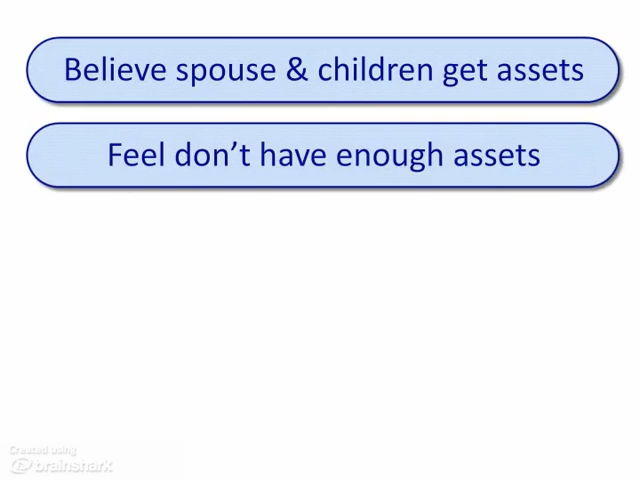 Believe spouse & children get assets
Feel don't have enough assets
Created using
brainshark